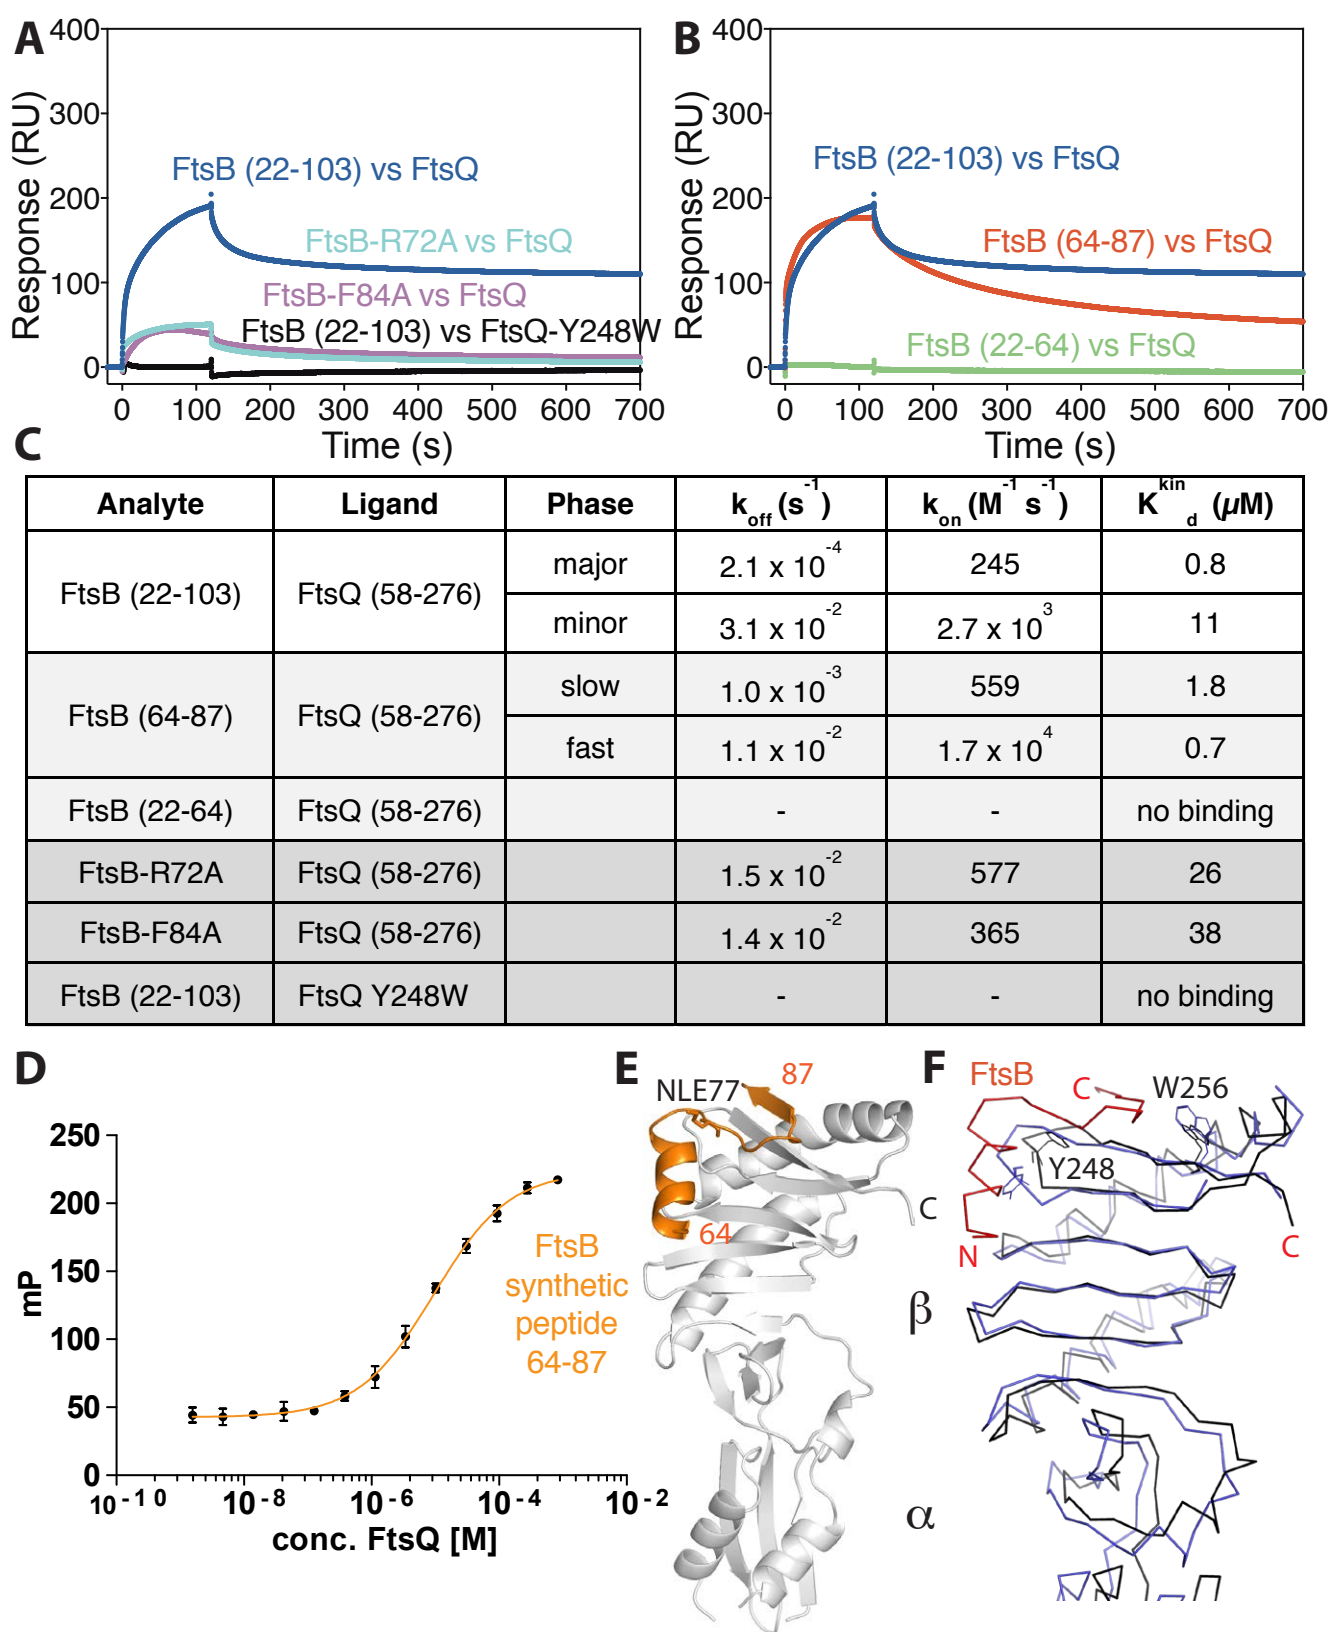 A
400
300
200
100
0
Response (RU)
FtsB (22-103) vs FtsQ
FtsB-R72A vs FtsQ
FtsB-F84A vs FtsQ
FtsB (22-103) vs FtsQ-Y248W
0 100 200 300 400 500 600 700
Time (s)
B
400
300
200
100
0
Response (RU)
FtsB (22-103) vs FtsQ
FtsB (64-87) vs FtsQ
FtsB (22-64) vs FtsQ
0 100 200 300 400 500 600 700
Time (s)
C
Analyte Ligand Phase k_off (s^-1) k_on (M^-1 s^-1) K_d^kin (µM)
FtsB (22-103) FtsQ (58-276) major 2.1 x 10^-4 245 0.8
minor 3.1 x 10^-2 2.7 x 10^3 11
FtsB (64-87) FtsQ (58-276) slow 1.0 x 10^-3 559 1.8
fast 1.1 x 10^-2 1.7 x 10^4 0.7
FtsB (22-64) FtsQ (58-276) - - no binding
FtsB-R72A FtsQ (58-276) 1.5 x 10^-2 577 26
FtsB-F84A FtsQ (58-276) 1.4 x 10^-2 365 38
FtsB (22-103) FtsQ Y248W - - no binding
D
250
200
150
100
50
0
mP
FtsB
synthetic
peptide
64-87
10^-10 10^-8 10^-6 10^-4 10^-2
conc. FtsQ [M]
E
NLE77
87
64
C
F
FtsB
C
W256
Y248
N
C
β
α